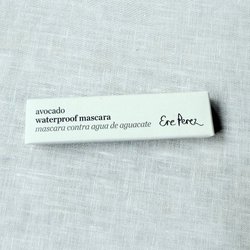 avocado
waterproof mascara
mascara contra agua de aguacate
Ere Perez